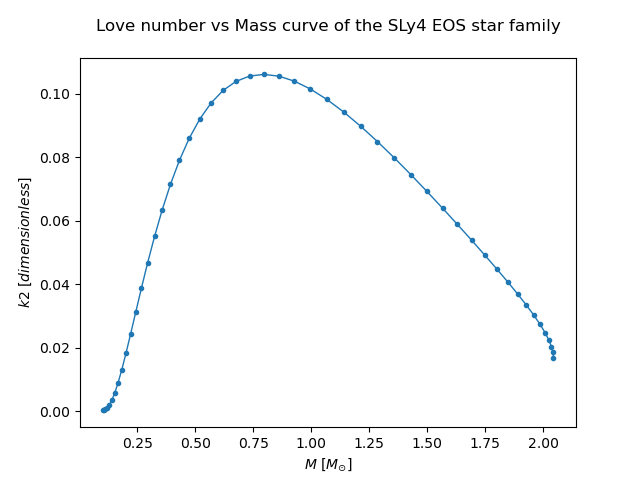 Love number vs Mass curve of the SLy4 EOS star family
0.10
0.08
0.06
0.04
0.02
0.00
k2 [dimensionless]
0.25 0.50 0.75 1.00 1.25 1.50 1.75 2.00
M [M⊙]